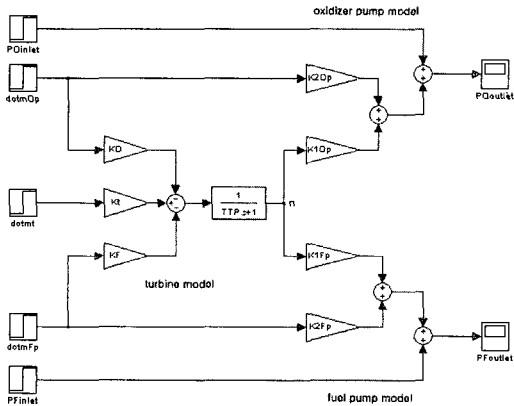 oxidizer pump model
POinlet
K2Op
POoutlet
dotmOp
KO
K1Op
Kt
1
TTP.s+1
n
dotmt
KF
K1Fp
turbine model
K2Fp
dotmFp
PFoutlet
PFinlet
fuel pump model